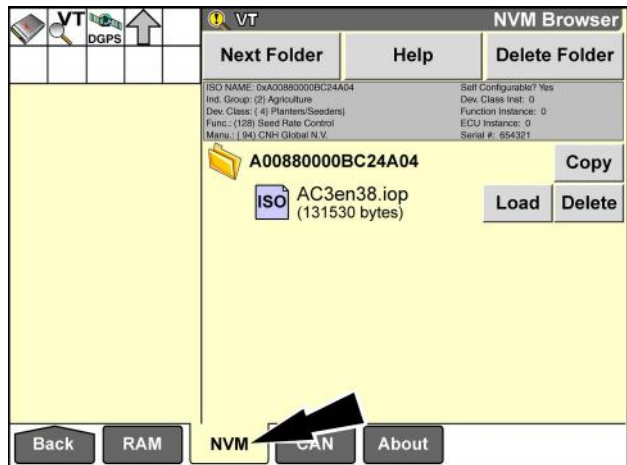 VT
DGPS
VT
NVM Browser
Next Folder
Help
Delete Folder
ISO NAME: 0xA00880000BC24A04
Self Configurable? Yes
Ind. Group: (2) Agriculture
Dev. Class Inst: 0
Dev. Class: ( 4) Planters/Seeders)
Function Instance: 0
Func.: (128) Seed Rate Control
ECU Instance: 0
Manu.: ( 94) CNH Global N.V.
Serial #: 654321
A00880000BC24A04
Copy
ISO
AC3en38.iop
(131530 bytes)
Load
Delete
Back
RAM
NVM
CAN
About